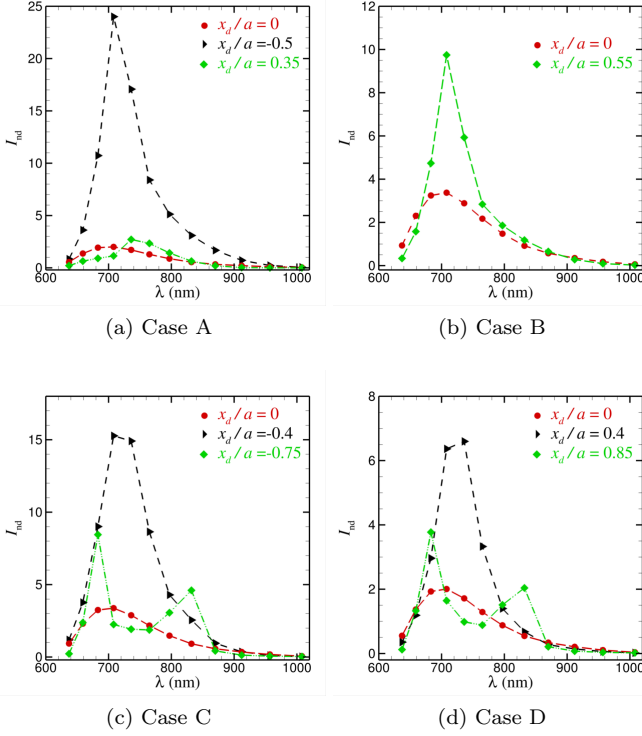 25
20
15
10
5
0
I_nd
x_d/a = 0
x_d/a =-0.5
x_d/a = 0.35
600 700 800 900 1000
λ (nm)
(a) Case A
12
10
8
6
4
2
0
I_nd
x_d/a = 0
x_d/a = 0.55
600 700 800 900 1000
λ (nm)
(b) Case B
15
10
5
0
I_nd
x_d/a = 0
x_d/a =-0.4
x_d/a =-0.75
600 700 800 900 1000
λ (nm)
(c) Case C
8
6
4
2
0
I_nd
x_d/a = 0
x_d/a = 0.4
x_d/a = 0.85
600 700 800 900 1000
λ (nm)
(d) Case D